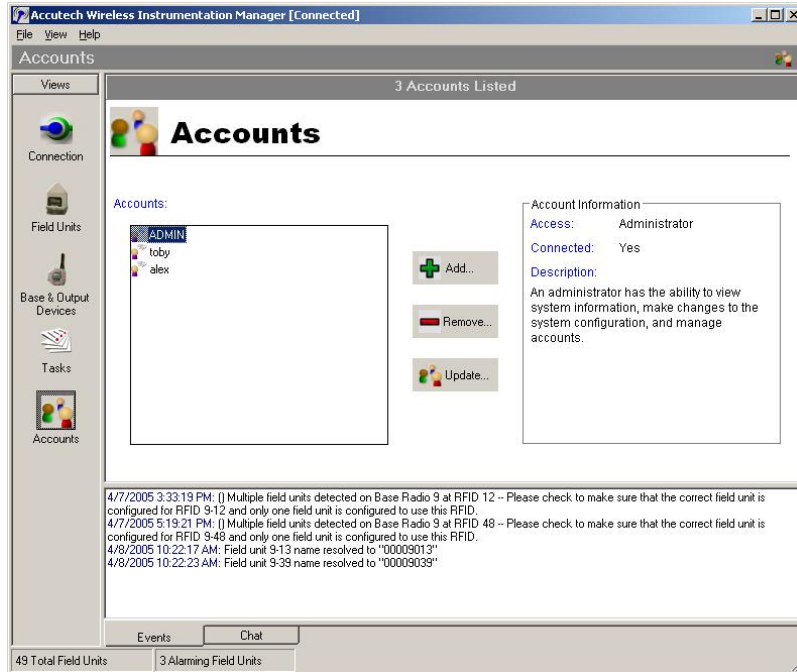 Accutech Wireless Instrumentation Manager [Connected]
File View Help
Accounts
Views
3 Accounts Listed
Accounts
Connection
Field Units
Base & Output
Devices
Tasks
Accounts
Accounts:
ADMIN
toby
alex
Add...
Remove...
Update...
Account Information
Access: Administrator
Connected: Yes
Description:
An administrator has the ability to view
system information, make changes to the
system configuration, and manage
accounts.
4/7/2005 3:33:19 PM: () Multiple field units detected on Base Radio 9 at RFID 12 -- Please check to make sure that the correct field unit is
configured for RFID 9-12 and only one field unit is configured to use this RFID.
4/7/2005 5:19:21 PM: () Multiple field units detected on Base Radio 9 at RFID 48 -- Please check to make sure that the correct field unit is
configured for RFID 9-48 and only one field unit is configured to use this RFID.
4/8/2005 10:22:17 AM: Field unit 9-13 name resolved to "00009013"
4/8/2005 10:22:23 AM: Field unit 9-39 name resolved to "00009039"
Events Chat
49 Total Field Units 3 Alarming Field Units